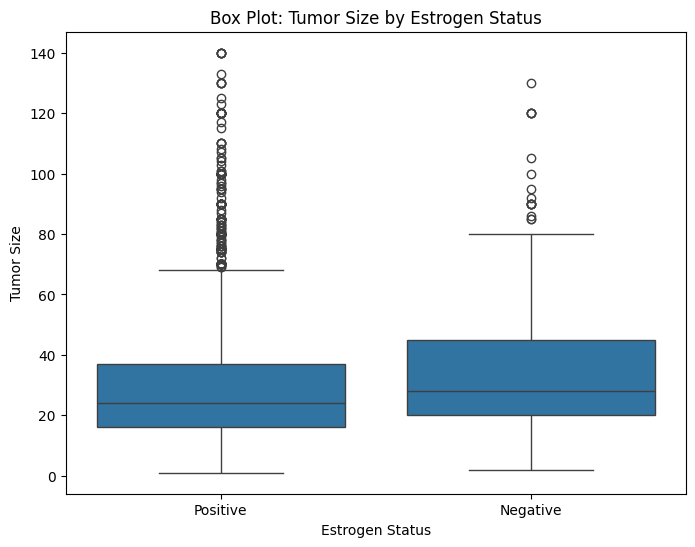 Box Plot: Tumor Size by Estrogen Status
140
120
100
80
60
40
20
0
Tumor Size
Positive
Negative
Estrogen Status